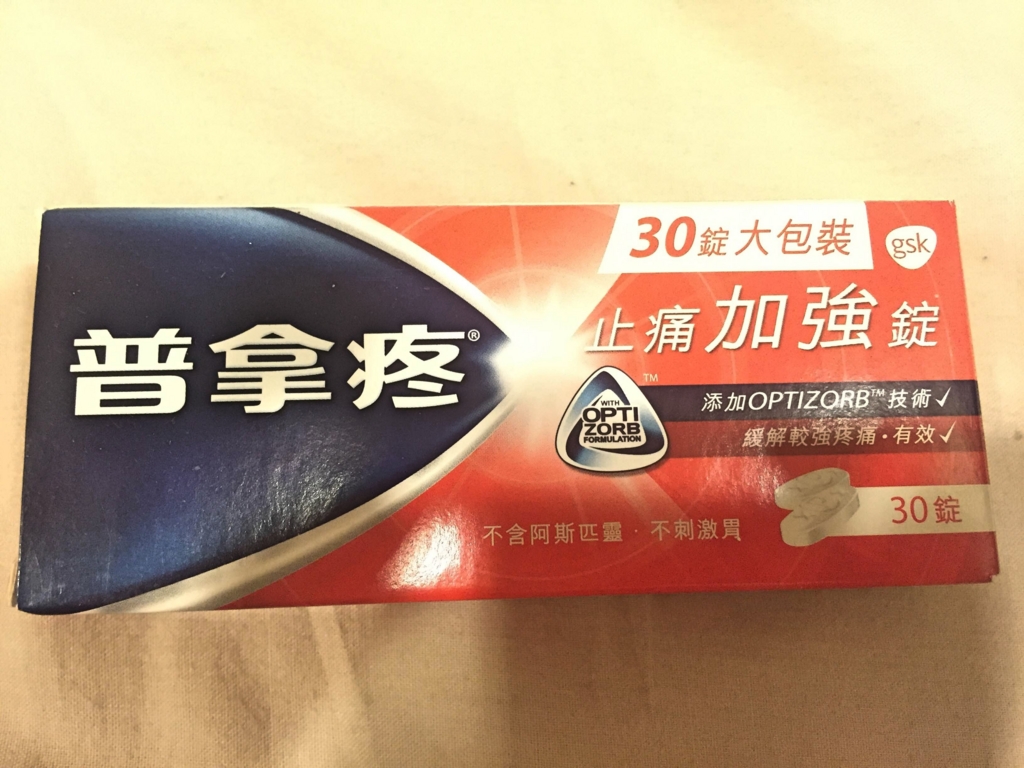 30錠大包裝
gsk
普拿疼®
止痛加強錠
WITH
OPTI
ZORB
FORMULATION
TM
添加OPTIZORB™技術✓
緩解較強疼痛·有效✓
30錠
不含阿斯匹靈·不刺激胃